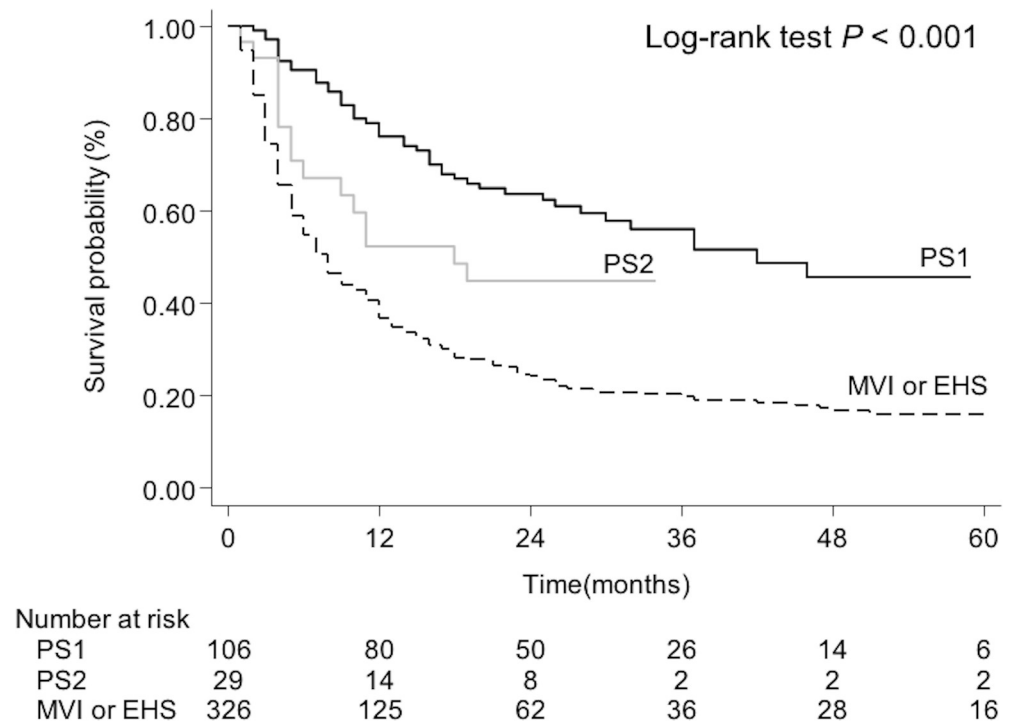 Log-rank test P < 0.001
Survival probability (%)
1.00
0.80
0.60
0.40
0.20
0.00
PS2
PS1
MVI or EHS
0 12 24 36 48 60
Time(months)
Number at risk
PS1 106 80 50 26 14 6
PS2 29 14 8 2 2 2
MVI or EHS 326 125 62 36 28 16